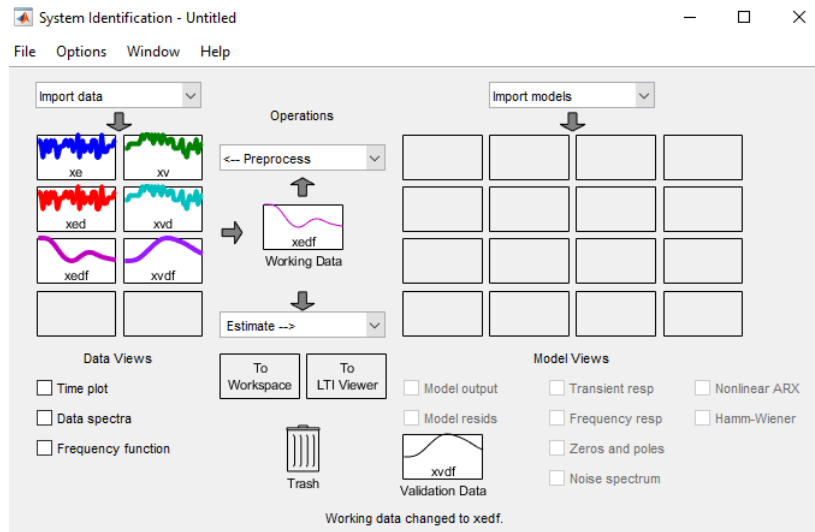 System Identification - Untitled
File Options Window Help
Import data
Import models
Operations
<-- Preprocess
xe
xv
xed
xvd
xedf
xvdf
xedf
Working Data
Estimate -->
Data Views
Time plot
Data spectra
Frequency function
To
Workspace
To
LTI Viewer
Trash
Model Views
Model output
Transient resp
Nonlinear ARX
Model resids
Frequency resp
Hamm-Wiener
Zeros and poles
Noise spectrum
xvdf
Validation Data
Working data changed to xedf.